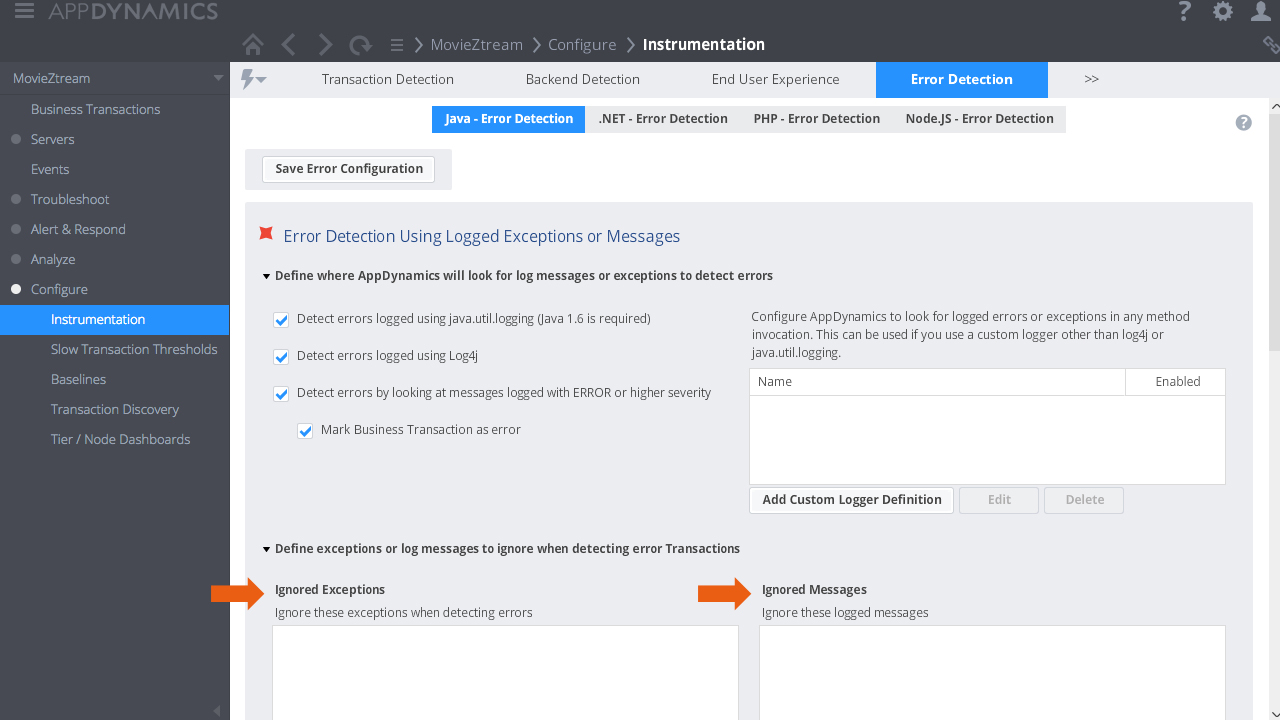 APPDYNAMICS
?
MovieZtream Configure Instrumentation
MovieZtream
Business Transactions
Servers
Events
Troubleshoot
Alert & Respond
Analyze
Configure
Instrumentation
Slow Transaction Thresholds
Baselines
Transaction Discovery
Tier / Node Dashboards
Transaction Detection Backend Detection End User Experience Error Detection >>
Java - Error Detection .NET - Error Detection PHP - Error Detection Node.JS - Error Detection
?
Save Error Configuration
Error Detection Using Logged Exceptions or Messages
Define where AppDynamics will look for log messages or exceptions to detect errors
Detect errors logged using java.util.logging (Java 1.6 is required)
Detect errors logged using Log4j
Detect errors by looking at messages logged with ERROR or higher severity
Mark Business Transaction as error
Configure AppDynamics to look for logged errors or exceptions in any method
invocation. This can be used if you use a custom logger other than log4j or
java.util.logging.
Name Enabled
Add Custom Logger Definition Edit Delete
Define exceptions or log messages to ignore when detecting error Transactions
Ignored Exceptions
Ignore these exceptions when detecting errors
Ignored Messages
Ignore these logged messages